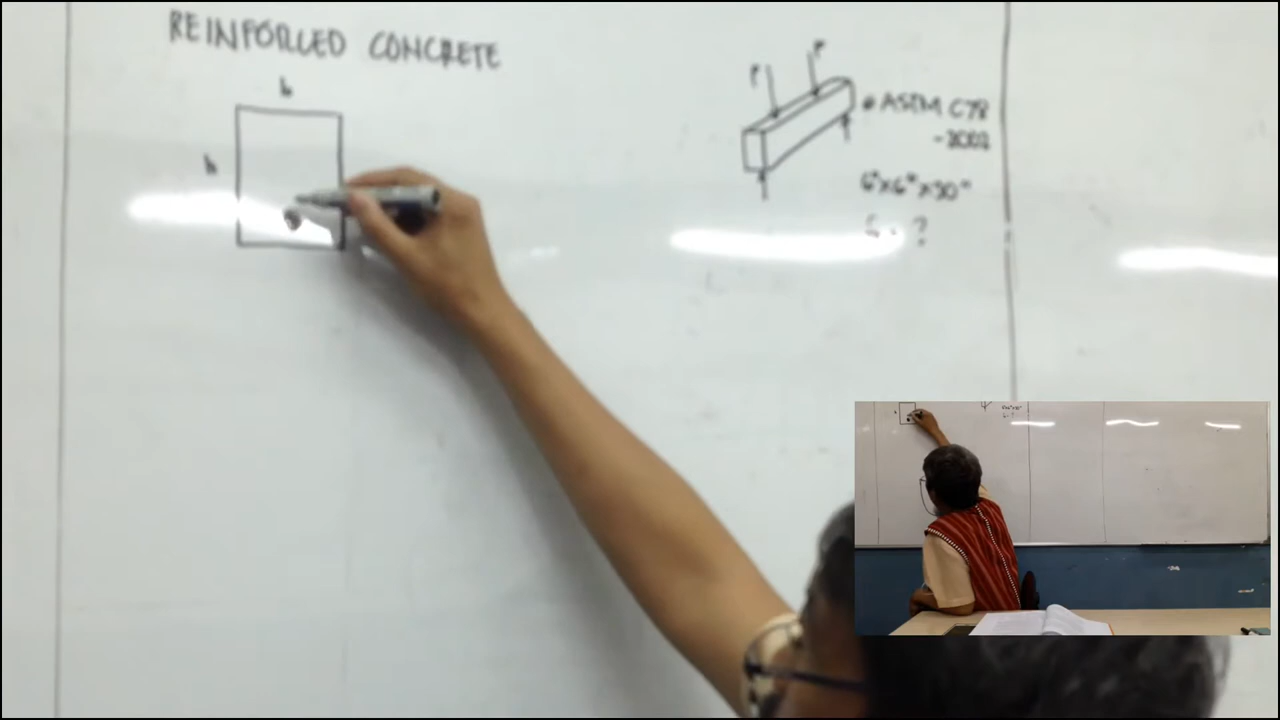 REINFORCED CONCRETE
b
h
P
P
# ASTM C78
-2002
6"x6"x30"
?